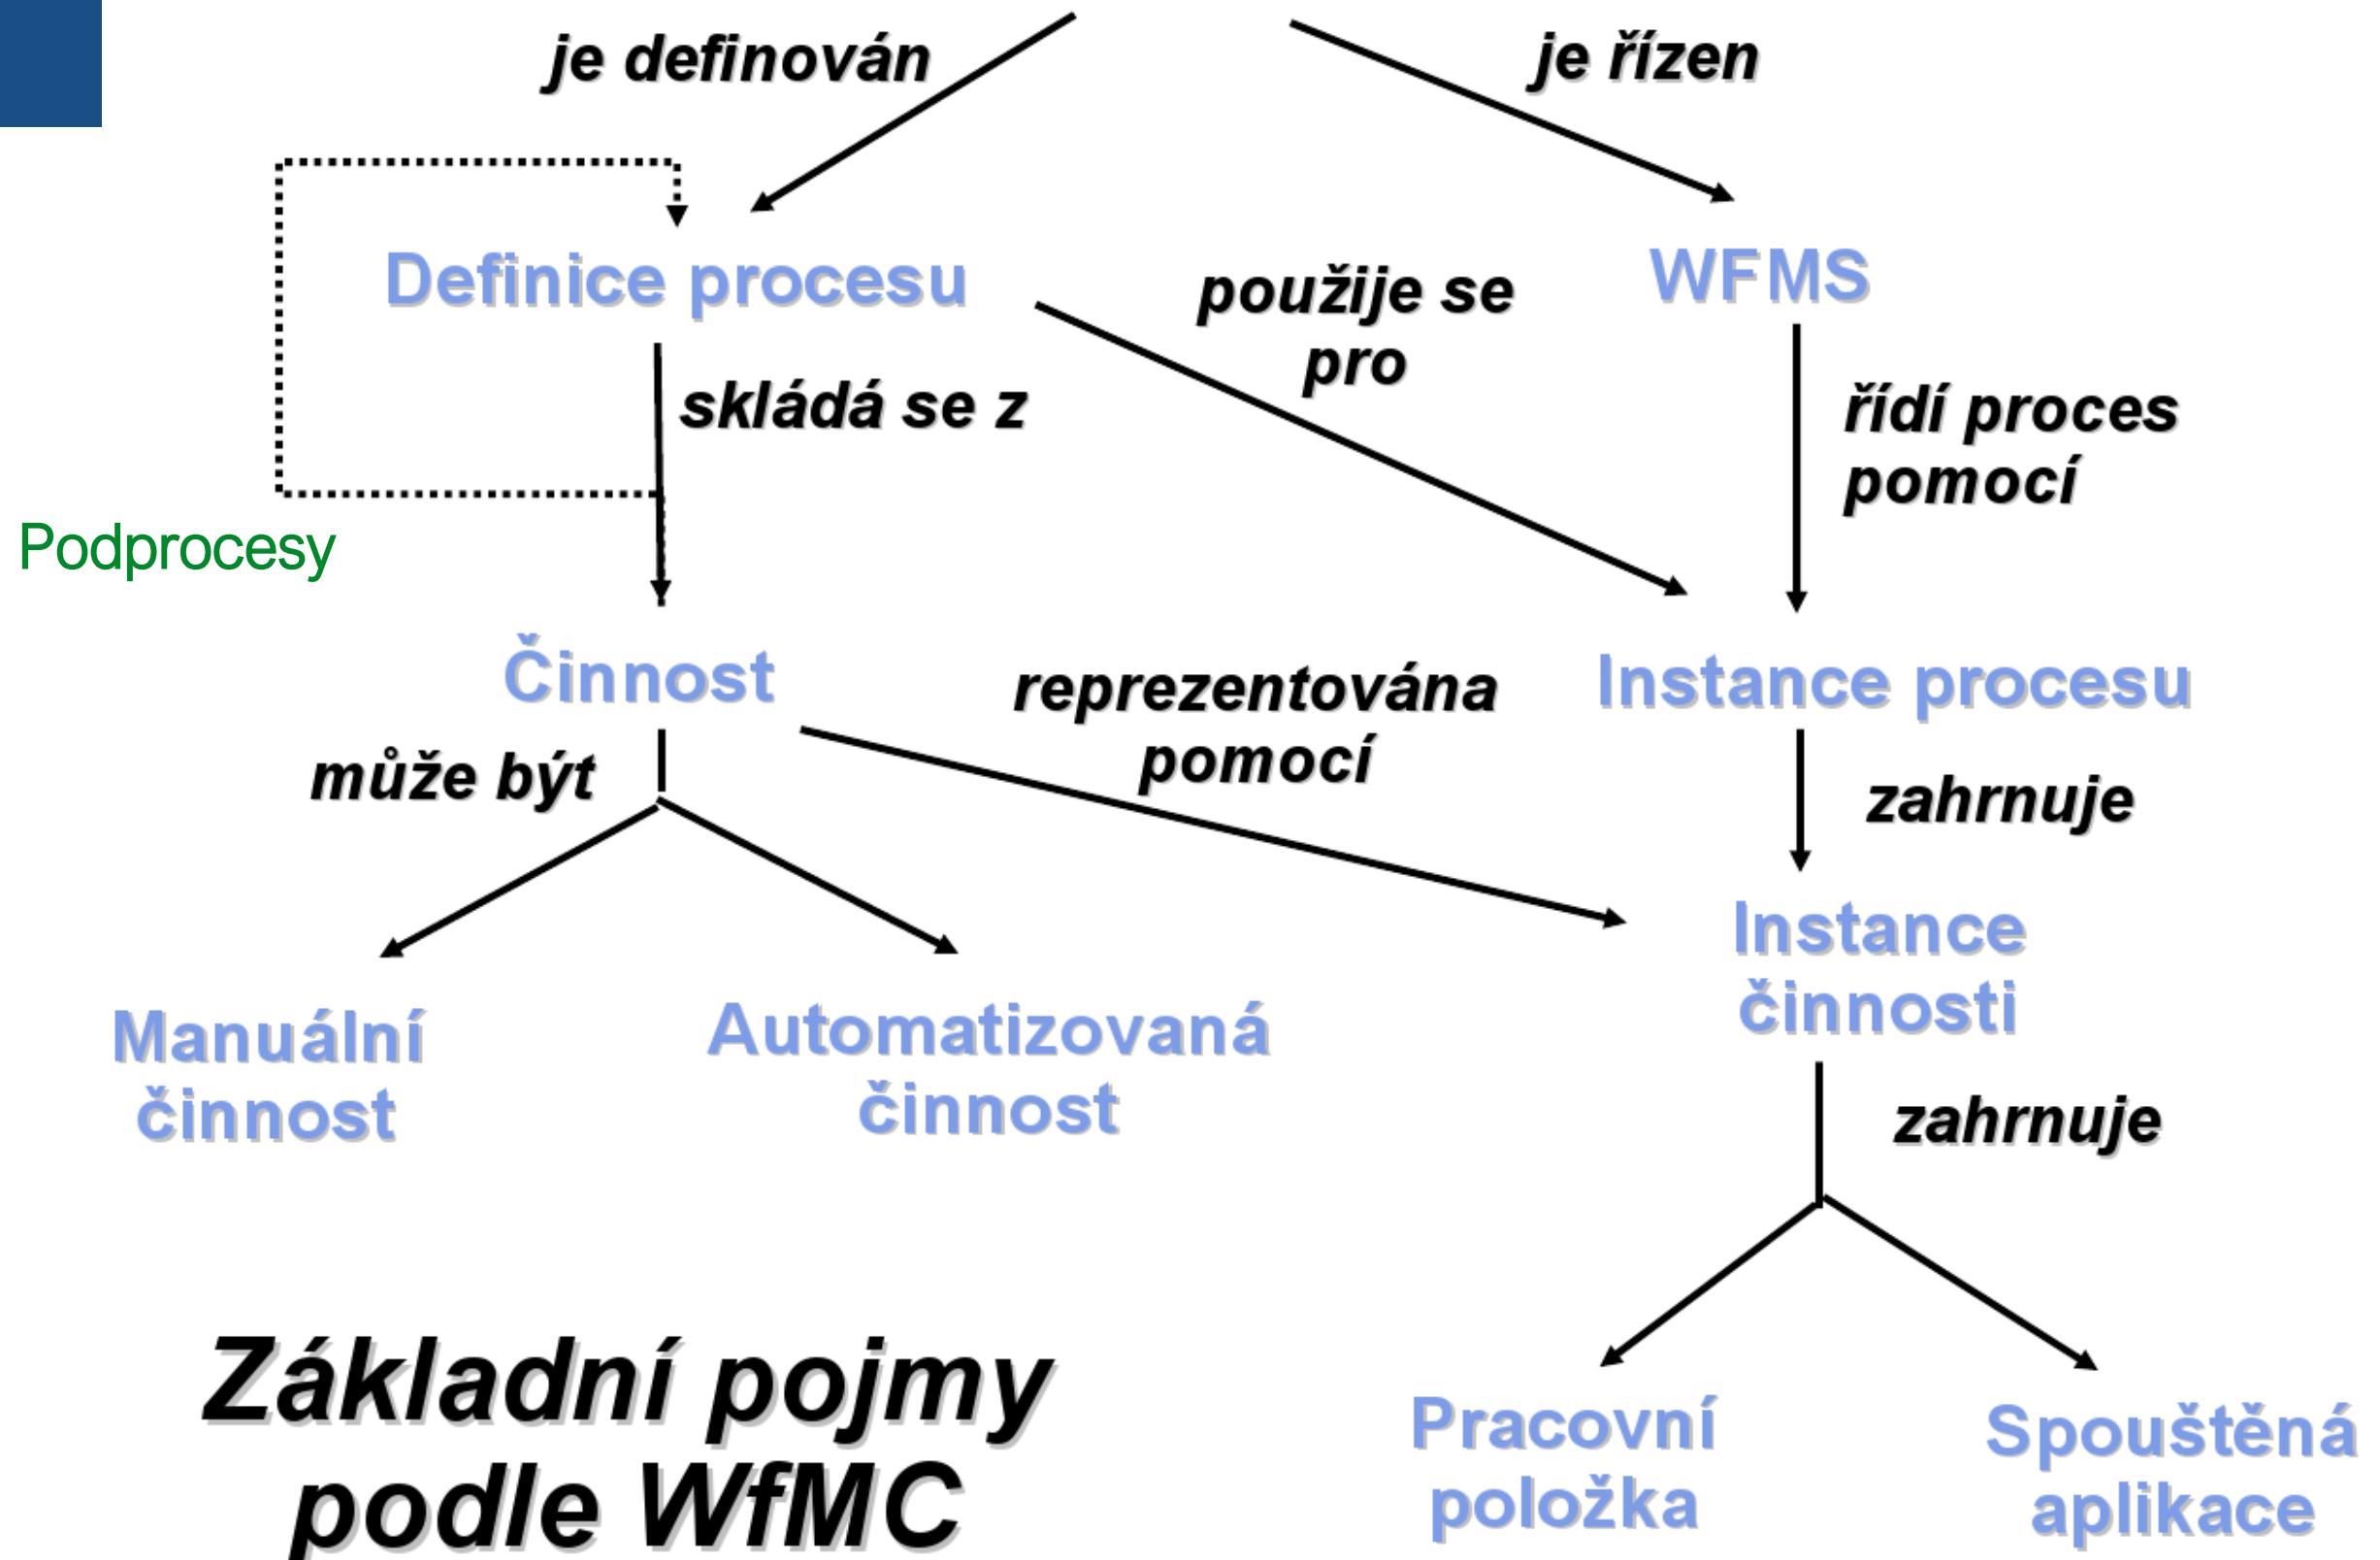 je definován
je řízen
Definice procesu
WFMS
použije se
pro
skládá se z
řídí proces
pomocí
Podprocesy
Činnost
reprezentována
pomocí
Instance procesu
může být
zahrnuje
Instance
činnosti
Manuální
činnost
Automatizovaná
činnost
zahrnuje
Základní pojmy
podle WfMC
Pracovní
položka
Spouštěná
aplikace